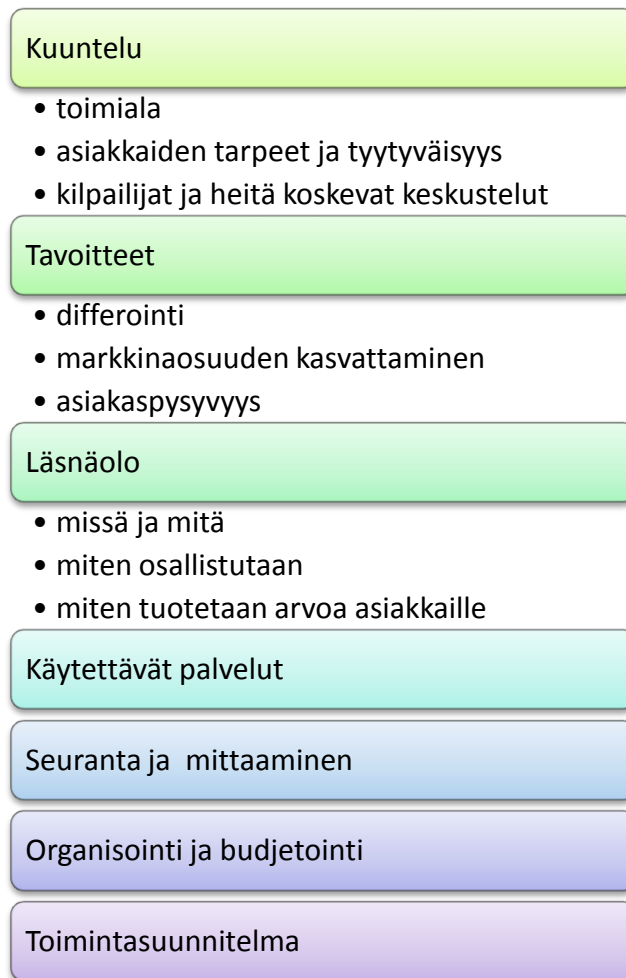 Kuuntelu
• toimiala
• asiakkaiden tarpeet ja tyytyväisyys
• kilpailijat ja heitä koskevat keskustelut
Tavoitteet
• differointi
• markkinaosuuden kasvattaminen
• asiakaspysyvyys
Läsnäolo
• missä ja mitä
• miten osallistutaan
• miten tuotetaan arvoa asiakkaille
Käytettävät palvelut
Seuranta ja  mittaaminen
Organisointi ja budjetointi
Toimintasuunnitelma